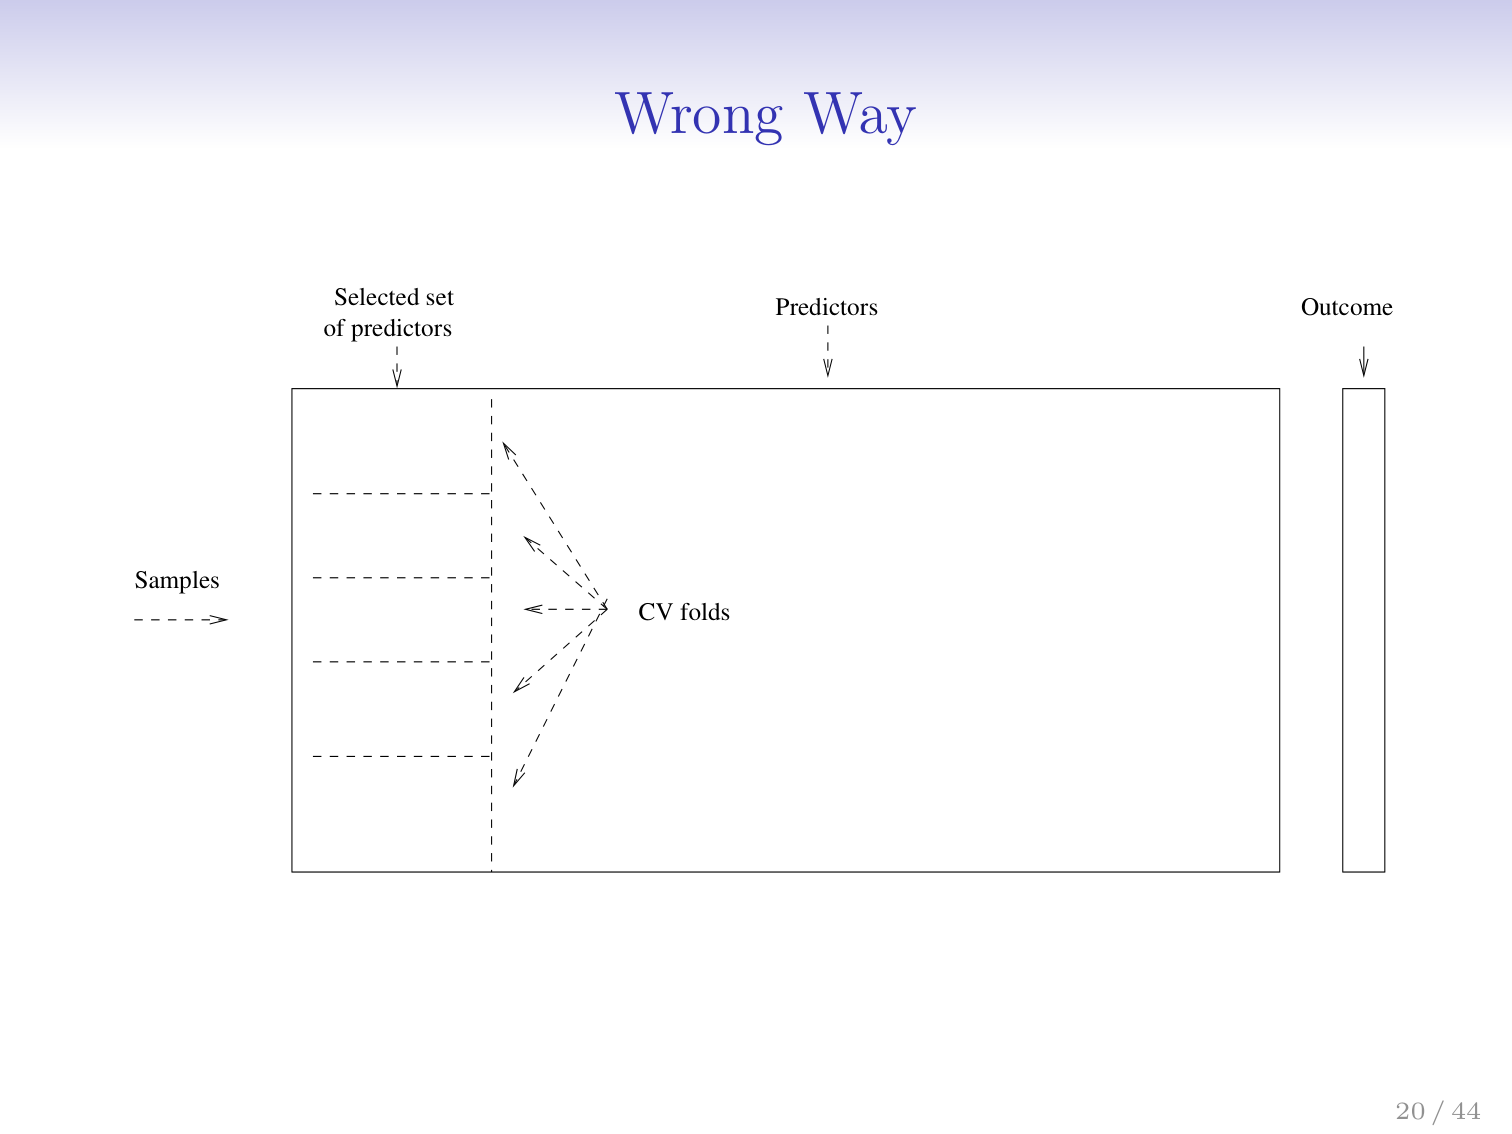 Wrong Way
Selected set
of predictors
Predictors
Outcome
Samples
CV folds
20 / 44